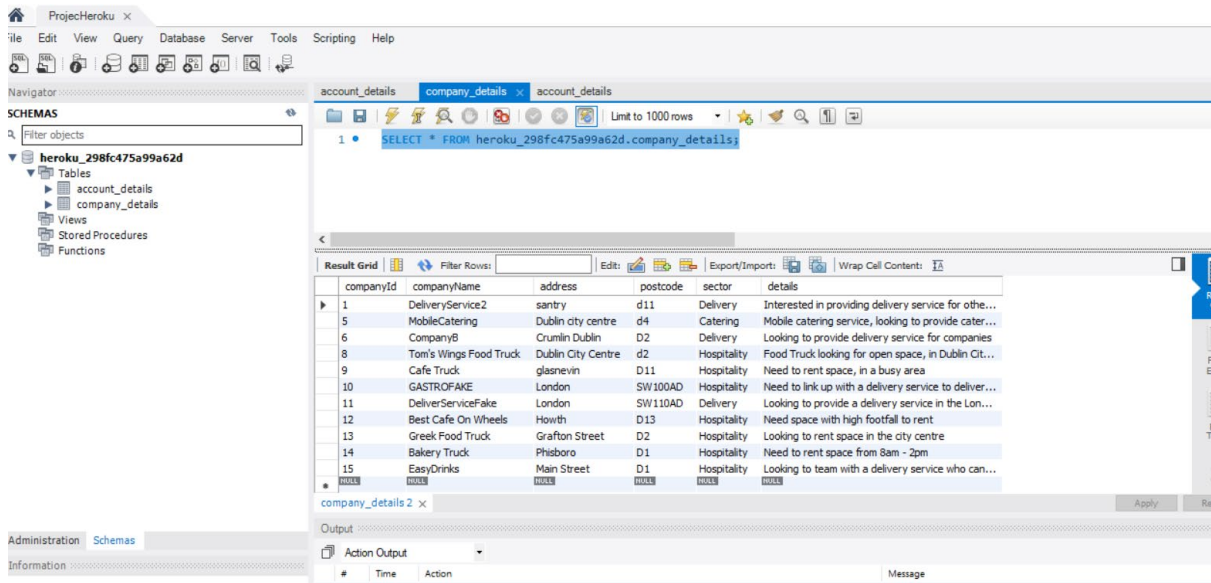 ProjecHeroku
File Edit View Query Database Server Tools Scripting Help
Navigator
SCHEMAS
Filter objects
heroku_298fc475a99a62d
Tables
account_details
company_details
Views
Stored Procedures
Functions
Administration Schemas
Information
account_details company_details account_details
Limit to 1000 rows
1 SELECT * FROM heroku_298fc475a99a62d.company_details;
Result Grid Filter Rows: Edit: Export/Import: Wrap Cell Content:
companyId companyName address postcode sector details
1 DeliveryService2 santry d11 Delivery Interested in providing delivery service for othe...
5 MobileCatering Dublin city centre d4 Catering Mobile catering service, looking to provide cater...
6 CompanyB Crumlin Dublin D2 Delivery Looking to provide delivery service for companies
8 Tom's Wings Food Truck Dublin City Centre d2 Hospitality Food Truck looking for open space, in Dublin Cit...
9 Cafe Truck glasnevin D11 Hospitality Need to rent space, in a busy area
10 GASTROFAKE London SW100AD Hospitality Need to link up with a delivery service to deliver...
11 DeliverServiceFake London SW110AD Delivery Looking to provide a delivery service in the Lon...
12 Best Cafe On Wheels Howth D13 Hospitality Need space with high footfall to rent
13 Greek Food Truck Grafton Street D2 Hospitality Looking to rent space in the city centre
14 Bakery Truck Phisboro D1 Hospitality Need to rent space from 8am - 2pm
15 EasyDrinks Main Street D1 Hospitality Looking to team with a delivery service who can...
NULL NULL NULL NULL NULL NULL
company_details 2 Apply
Output
Action Output
# Time Action Message